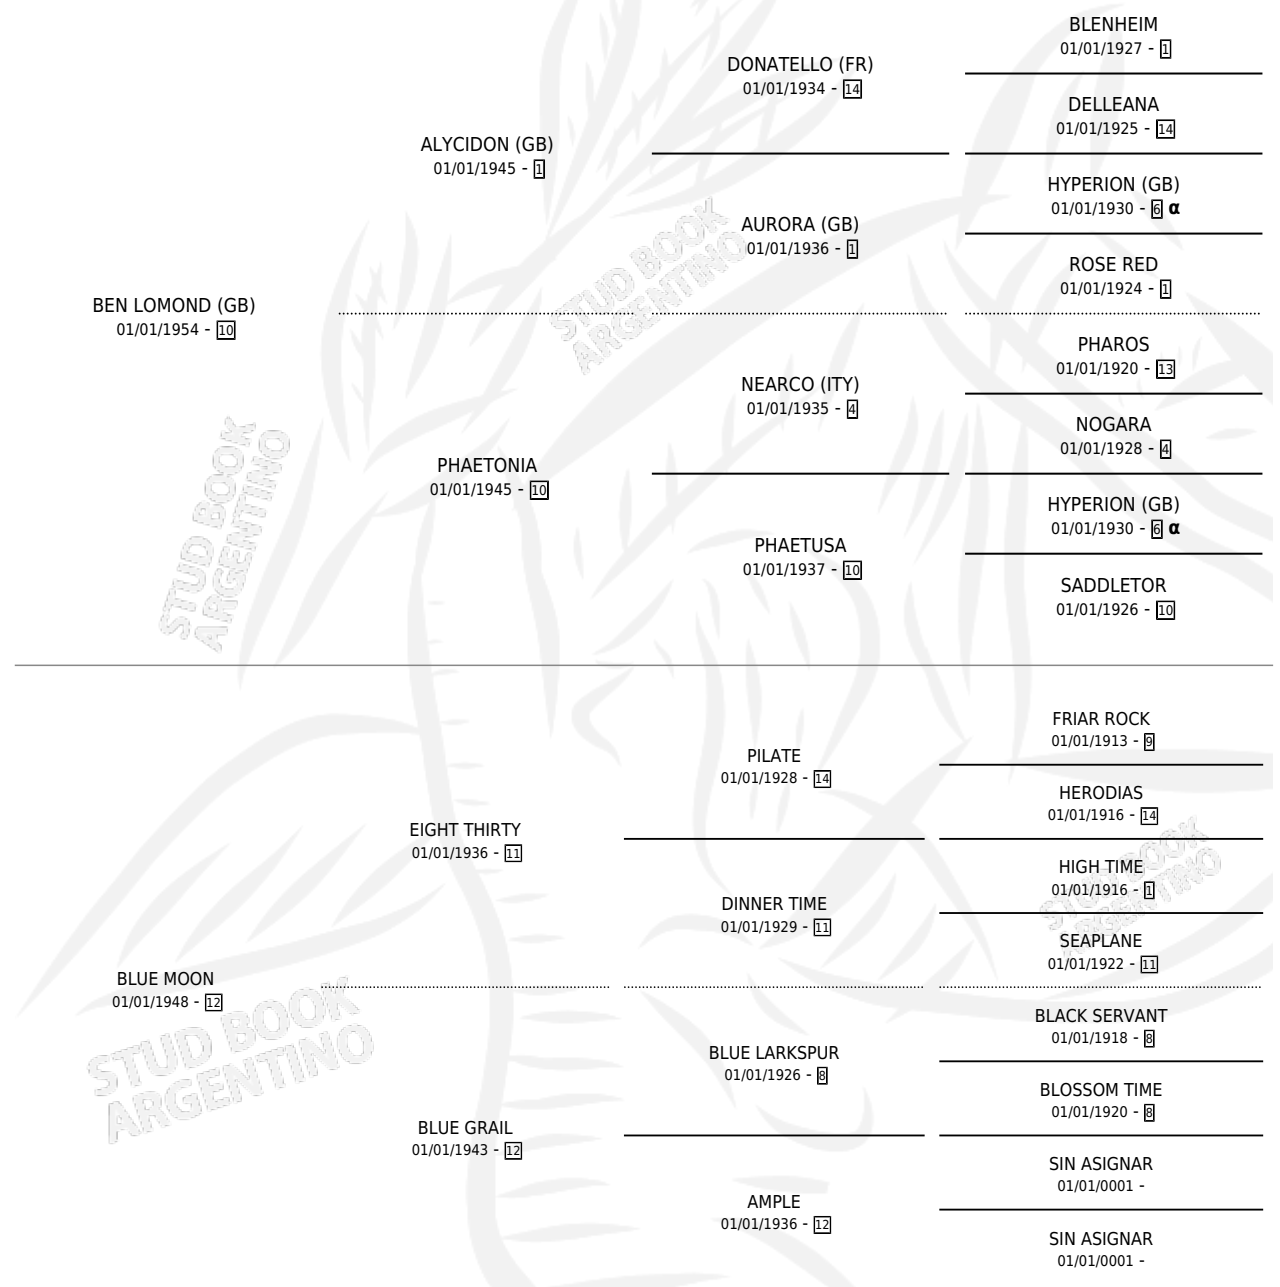 BLENHEIM
01/01/1927 - 1
DONATELLO (FR)
01/01/1934 - 14
DELLEANA
01/01/1925 - 14
ALYCIDON (GB)
01/01/1945 - 1
HYPERION (GB)
01/01/1930 - 6 α
AURORA (GB)
01/01/1936 - 1
ROSE RED
01/01/1924 - 1
BEN LOMOND (GB)
01/01/1954 - 10
PHAROS
01/01/1920 - 13
NEARCO (ITY)
01/01/1935 - 4
NOGARA
01/01/1928 - 4
PHAETONIA
01/01/1945 - 10
HYPERION (GB)
01/01/1930 - 6 α
PHAETUSA
01/01/1937 - 10
SADDLETOR
01/01/1926 - 10
STUD BOOK
ARGENTINO
STUD BOOK
ARGENTINO
FRIAR ROCK
01/01/1913 - 9
PILATE
01/01/1928 - 14
HERODIAS
01/01/1916 - 14
EIGHT THIRTY
01/01/1936 - 11
HIGH TIME
01/01/1916 - 1
DINNER TIME
01/01/1929 - 11
SEAPLANE
01/01/1922 - 11
BLUE MOON
01/01/1948 - 12
BLACK SERVANT
01/01/1918 - 8
BLUE LARKSPUR
01/01/1926 - 8
BLOSSOM TIME
01/01/1920 - 8
BLUE GRAIL
01/01/1943 - 12
SIN ASIGNAR
01/01/0001 -
AMPLE
01/01/1936 - 12
SIN ASIGNAR
01/01/0001 -
STUD BOOK
ARGENTINO
STUD BOOK
ARGENTINO